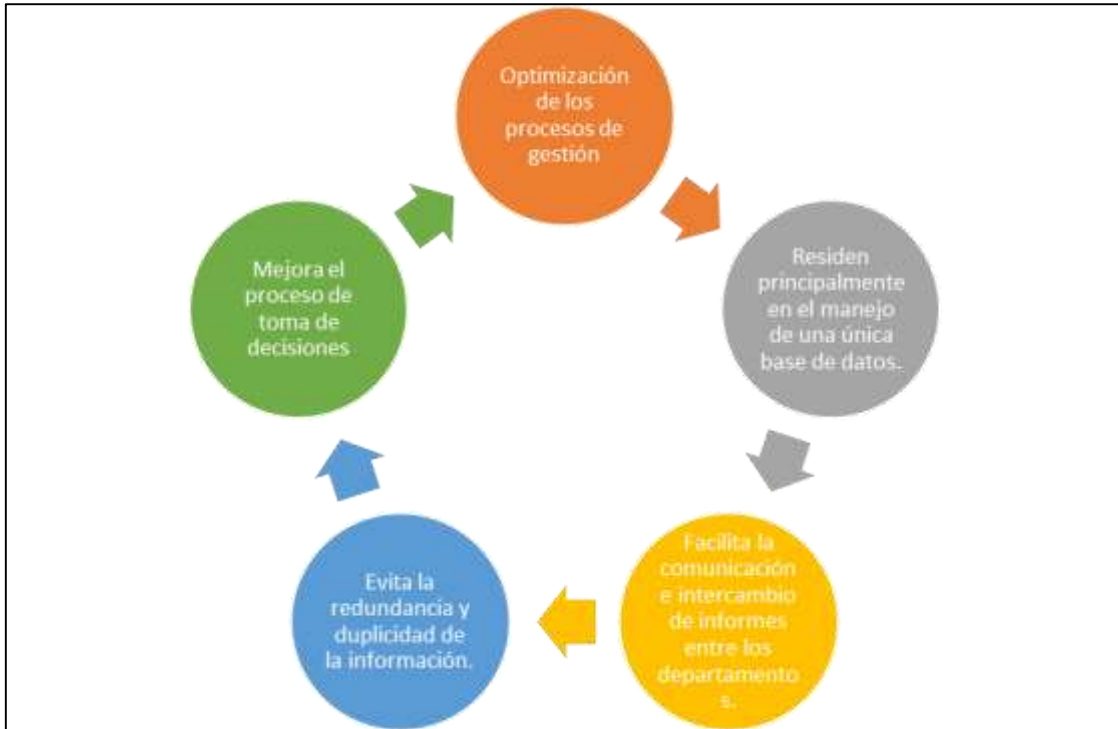 Optimización
de los
procesos de
gestión
Residen
principalmente
en el manejo
de una única
base de datos.
Facilita la
comunicación
e intercambio
de informes
entre los
departamento
s.
Evita la
redundancia y
duplicidad de
la información.
Mejora el
proceso de
toma de
decisiones